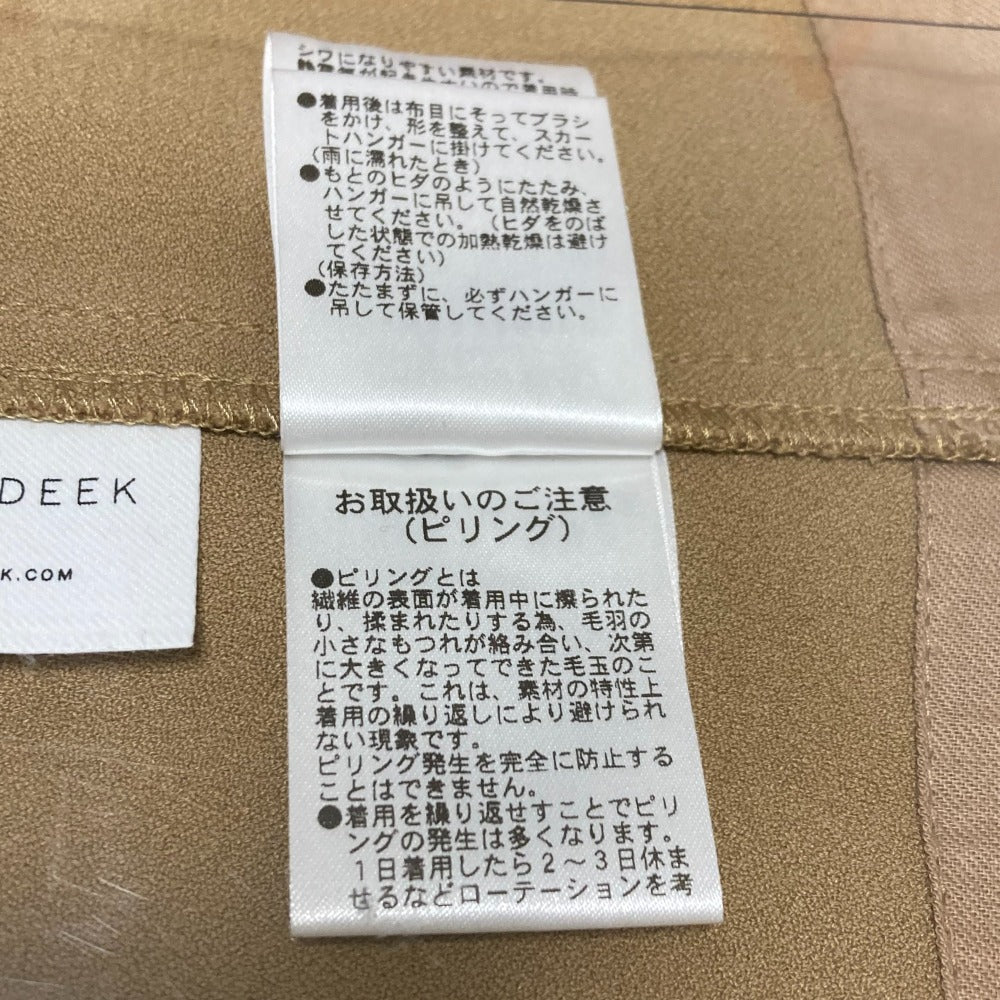 シワになりやすい素材です。
●着用後は布目にそってブラシ
をかけ、形を整えて、スカー
トハンガーに掛けてください。
(雨に濡れたとき)
●もとのヒダのようにたたみ、
ハンガーに吊して自然乾燥さ
せてください。(ヒダをのば
した状態での加熱乾燥は避け
てください)
(保存方法)
●たたまずに、必ずハンガーに
吊して保管してください。
DEEK
K.COM
お取扱いのご注意
(ピリング)
●ピリングとは
繊維の表面が着用中に擦られた
り、揉まれたりする為、毛羽の
小さなもつれが絡み合い、次第
に大きくなってできた毛玉のこ
とです。これは、素材の特性上
着用の繰り返しにより避けられ
ない現象です。
ピリング発生を完全に防止する
ことはできません。
●着用を繰り返せすことでピリ
ングの発生は多くなります。
1日着用したら2~3日休ま
せるなどローテーションを考